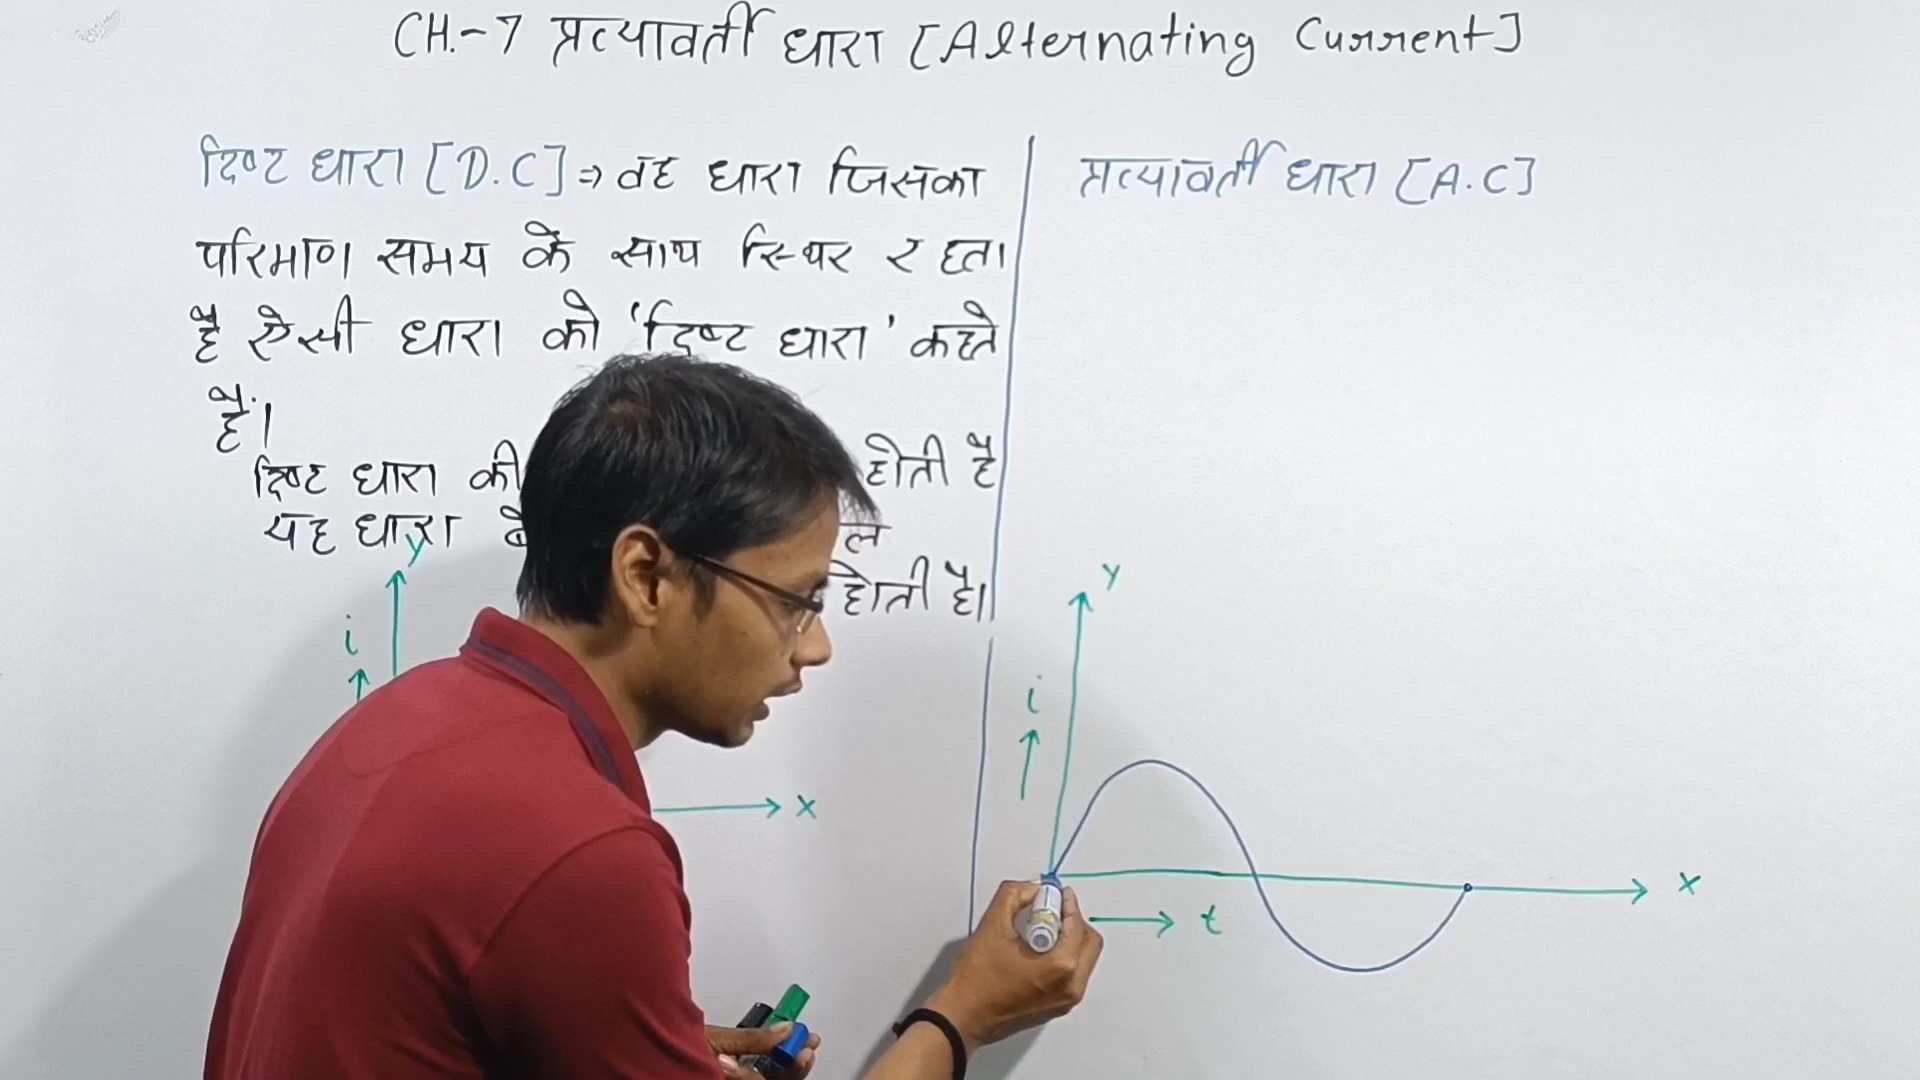 CH.-7 प्रत्यावर्ती धारा [Alternating Current]
दिष्ट धारा [D.C] ⇒ वह धारा जिसका
परिमाण समय के साथ स्थिर रहता
है ऐसी धारा को 'दिष्ट धारा' कहते
हैं।
दिष्ट धारा की होती है
यह धारा ल
होती है।
y
i
x
प्रत्यावर्ती धारा [A.C]
y
i
x
t